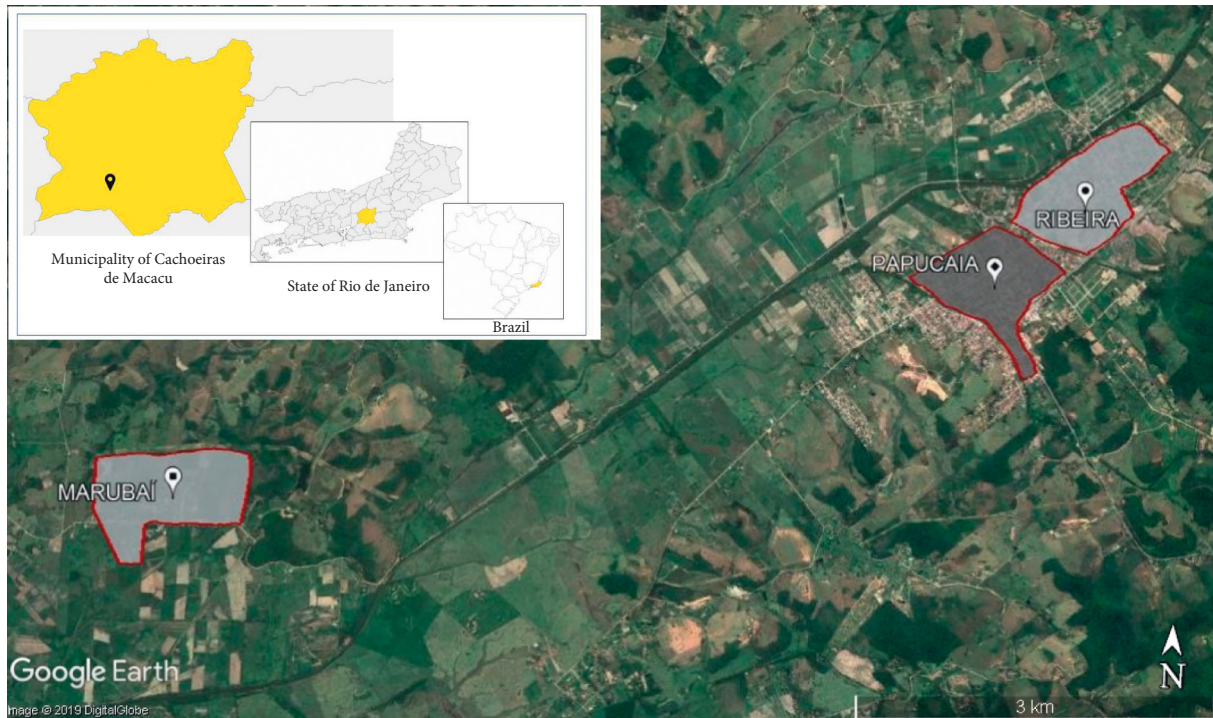 Municipality of Cachoeiras
de Macacu
State of Rio de Janeiro
Brazil
RIBEIRA
PAPUCAIA
MARUBAÍ
Google Earth
Image © 2019 DigitalGlobe
N
3 km